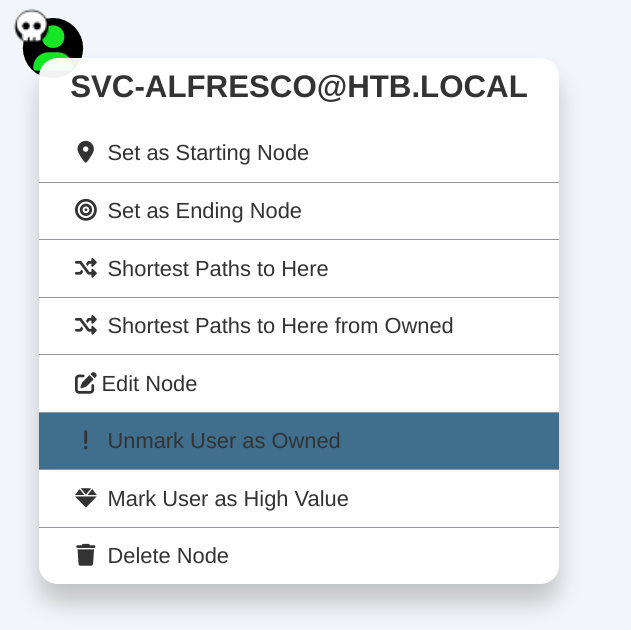 SVC-ALFRESCO@HTB.LOCAL
Set as Starting Node
Set as Ending Node
Shortest Paths to Here
Shortest Paths to Here from Owned
Edit Node
Unmark User as Owned
Mark User as High Value
Delete Node